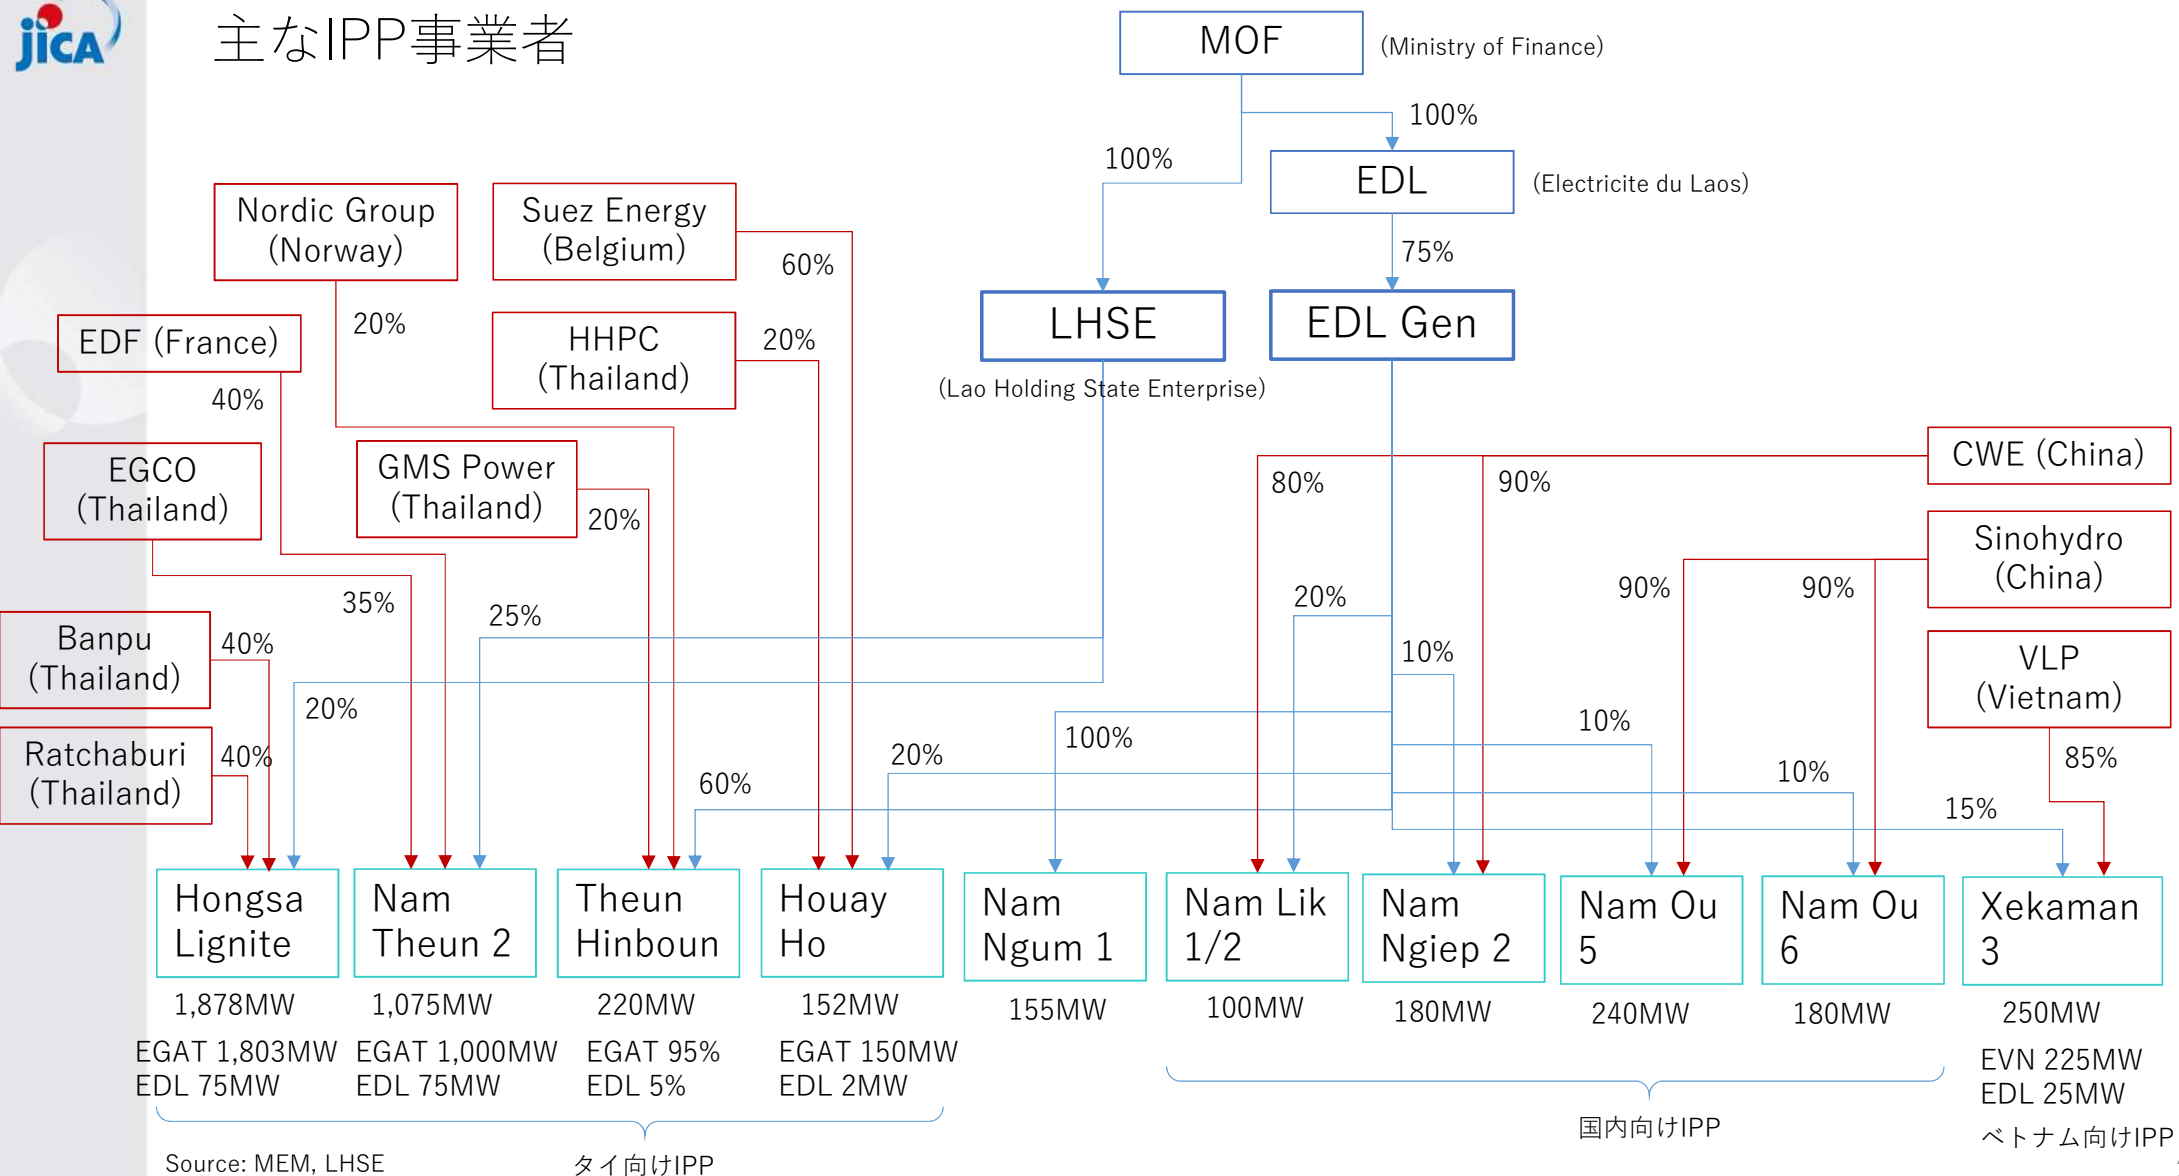 jica
主なIPP事業者
MOF
(Ministry of Finance)
100%
100%
EDL
(Electricite du Laos)
75%
Nordic Group
(Norway)
20%
Suez Energy
(Belgium)
60%
LHSE
(Lao Holding State Enterprise)
EDL Gen
EDF (France)
40%
HHPC
(Thailand)
20%
EGCO
(Thailand)
35%
GMS Power
(Thailand)
20%
CWE (China)
80%
90%
Sinohydro
(China)
90%
90%
Banpu
(Thailand)
40%
25%
20%
20%
10%
VLP
(Vietnam)
85%
Ratchaburi
(Thailand)
40%
60%
20%
100%
10%
10%
15%
Hongsa
Lignite
Nam
Theun 2
Theun
Hinboun
Houay
Ho
Nam
Ngum 1
Nam Lik
1/2
Nam
Ngiep 2
Nam Ou
5
Nam Ou
6
Xekaman
3
1,878MW
1,075MW
220MW
152MW
155MW
100MW
180MW
240MW
180MW
250MW
EGAT 1,803MW
EDL 75MW
EGAT 1,000MW
EDL 75MW
EGAT 95%
EDL 5%
EGAT 150MW
EDL 2MW
EVN 225MW
EDL 25MW
国内向けIPP
ベトナム向けIPP
Source: MEM, LHSE
タイ向けIPP